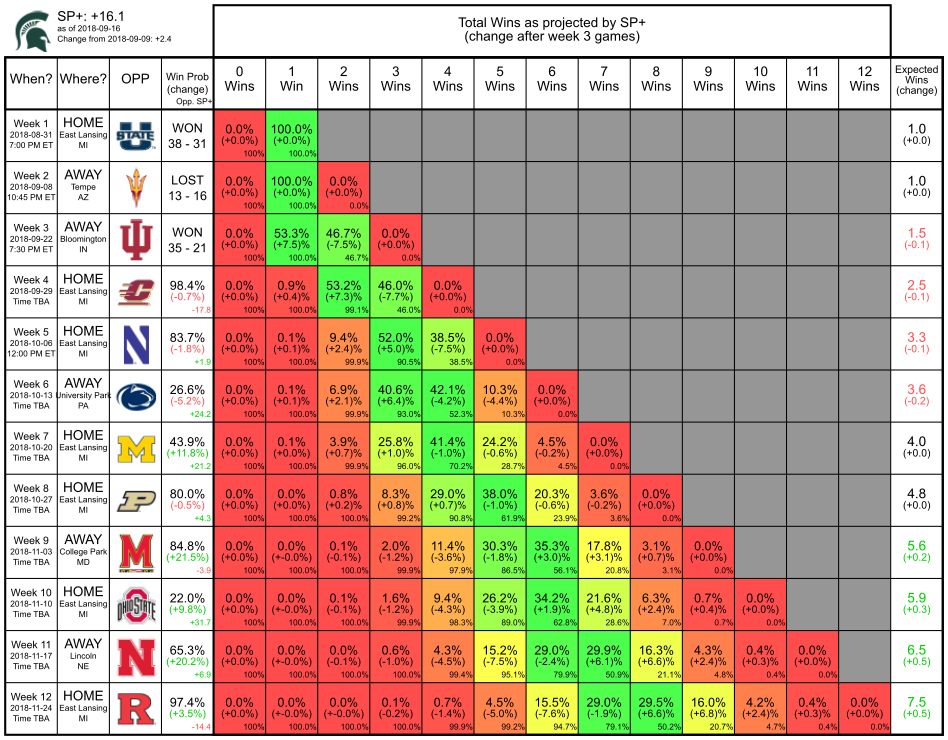 SP+: +16.1
as of 2018-09-16
Change from 2018-09-09: +2.4
Total Wins as projected by SP+
(change after week 3 games)
When? Where? OPP Win Prob (change) Opp. SP+ 0 Wins 1 Wins 2 Wins 3 Wins 4 Wins 5 Wins 6 Wins 7 Wins 8 Wins 9 Wins 10 Wins 11 Wins 12 Wins Expected Wins (change)
Week 1 HOME WON 0.0% 100.0% 1.0
2018-08-31 East Lansing STATE (+0.0%) (+0.0%) (+0.0)
7:00 PM ET MI 38 - 31 100% 100.0%
Week 2 AWAY LOST 0.0% 100.0% 0.0% 1.0
2018-09-08 Tempe (+0.0%) (+0.0%) (+0.0%) (+0.0)
10:45 PM ET AZ 13 - 16 100% 100.0% 0.0%
Week 3 AWAY WON 0.0% 53.3% 46.7% 0.0% 1.5
2018-09-22 Bloomington (+0.0%) (+7.5%) (-7.5%) (+0.0%) (-0.1)
7:30 PM ET IN 35 - 21 100% 100.0% 46.7% 0.0%
Week 4 HOME C 98.4% 0.0% 0.9% 53.2% 46.0% 0.0% 2.5
2018-09-29 East Lansing (-0.7%) (+0.0%) (+0.4%) (+7.3%) (-7.7%) (+0.0%) (-0.1)
Time TBA MI -17.8 100% 100.0% 99.1% 46.0% 0.0%
Week 5 HOME N 83.7% 0.0% 0.1% 9.4% 52.0% 38.5% 0.0% 3.3
2018-10-06 East Lansing (-1.8%) (+0.0%) (+0.1%) (+2.4%) (+5.0%) (-7.5%) (+0.0%) (-0.1)
12:00 PM ET MI +1.9 100% 100.0% 99.9% 90.5% 38.5% 0.0%
Week 6 AWAY 26.6% 0.0% 0.1% 6.9% 40.6% 42.1% 10.3% 0.0% 3.6
2018-10-13 University Park (-5.2%) (+0.0%) (+0.1%) (+2.1%) (+6.4%) (-4.2%) (-4.4%) (+0.0%) (-0.2)
Time TBA PA +24.2 100% 100.0% 99.9% 93.0% 52.3% 10.3% 0.0%
Week 7 HOME M 43.9% 0.0% 0.1% 3.9% 25.8% 41.4% 24.2% 4.5% 0.0% 4.0
2018-10-20 East Lansing (+11.8%) (+0.0%) (+0.0%) (+0.7%) (+1.0%) (-1.0%) (-0.6%) (-0.2%) (+0.0%) (+0.0)
Time TBA MI +21.2 100% 100.0% 99.9% 96.0% 70.2% 28.7% 4.5% 0.0%
Week 8 HOME P 80.0% 0.0% 0.0% 0.8% 8.3% 29.0% 38.0% 20.3% 3.6% 0.0% 4.8
2018-10-27 East Lansing (-0.5%) (+0.0%) (+0.0%) (+0.2%) (+0.8%) (+0.7%) (-1.0%) (-0.6%) (-0.2%) (+0.0%) (+0.0)
Time TBA MI +4.3 100% 100.0% 100.0% 99.2% 90.8% 61.9% 23.9% 3.6% 0.0%
Week 9 AWAY M 84.8% 0.0% 0.0% 0.1% 2.0% 11.4% 30.3% 35.3% 17.8% 3.1% 0.0% 5.6
2018-11-03 College Park (+21.5%) (+0.0%) (+-0.0%) (-0.1%) (-1.2%) (-3.6%) (-1.8%) (+3.0%) (+3.1%) (+0.7%) (+0.0%) (+0.2)
Time TBA MD -3.9 100% 100.0% 100.0% 99.9% 97.9% 86.5% 56.1% 20.8% 3.1% 0.0%
Week 10 HOME OHIO STATE 22.0% 0.0% 0.0% 0.1% 1.6% 9.4% 26.2% 34.2% 21.6% 6.3% 0.7% 0.0% 5.9
2018-11-10 East Lansing (+9.8%) (+0.0%) (+-0.0%) (-0.1%) (-1.2%) (-4.3%) (-3.9%) (+1.9%) (+4.8%) (+2.4%) (+0.4%) (+0.0%) (+0.3)
Time TBA MI +31.7 100% 100.0% 100.0% 99.9% 98.3% 89.0% 62.8% 28.6% 7.0% 0.7% 0.0%
Week 11 AWAY N 65.3% 0.0% 0.0% 0.0% 0.6% 4.3% 15.2% 29.0% 29.9% 16.3% 4.3% 0.4% 0.0% 6.5
2018-11-17 Lincoln (+20.2%) (+0.0%) (+-0.0%) (-0.1%) (-1.0%) (-4.5%) (-7.5%) (-2.4%) (+6.1%) (+6.6%) (+2.4%) (+0.3%) (+0.0%) (+0.5)
Time TBA NE +6.9 100% 100.0% 100.0% 100.0% 99.4% 95.1% 79.9% 50.9% 21.1% 4.8% 0.4% 0.0%
Week 12 HOME R 97.4% 0.0% 0.0% 0.0% 0.1% 0.7% 4.5% 15.5% 29.0% 29.5% 16.0% 4.2% 0.4% 0.0% 7.5
2018-11-24 East Lansing (+3.5%) (+0.0%) (+-0.0%) (+-0.0%) (-0.2%) (-1.4%) (-5.0%) (-7.6%) (-1.9%) (+6.6%) (+6.8%) (+2.4%) (+0.3%) (+0.0%) (+0.5)
Time TBA MI -14.4 100% 100.0% 100.0% 100.0% 99.9% 99.2% 94.7% 79.1% 50.2% 20.7% 4.7% 0.4% 0.0%